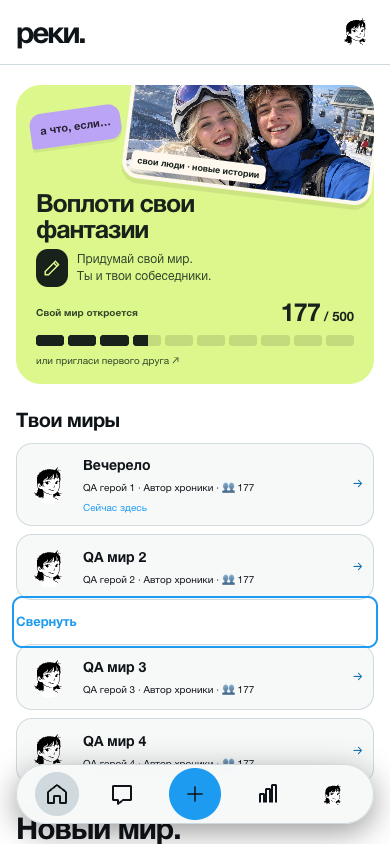 реки.
а что, если...
свои люди · новые истории
Воплоти свои
фантазии
Придумай свой мир.
Ты и твои собеседники.
Свой мир откроется
177 / 500
или пригласи первого друга ↗
Твои миры
Вечерело
QA герой 1 · Автор хроники · 👥 177
Сейчас здесь
→
QA мир 2
QA герой 2 · Автор хроники · 👥 177
→
Свернуть
QA мир 3
QA герой 3 · Автор хроники · 👥 177
→
QA мир 4
QA герой 4 · Автор хроники · 👥 177
→
Новый мир.